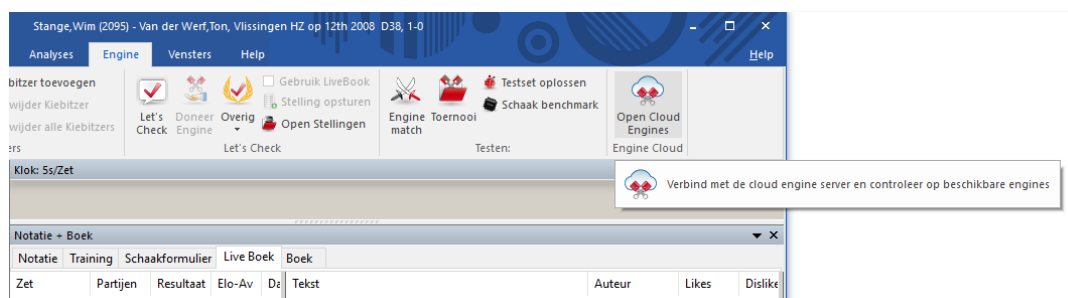 Stange,Wim (2095) - Van der Werf,Ton, Vlissingen HZ op 12th 2008  D38, 1-0
Analyses Engine Vensters Help Help
bitzer toevoegen
wijder Kiebitzer
wijder alle Kiebitzers
ers
Let's Check
Doneer Engine
Overig
Gebruik LiveBook
Stelling opsturen
Open Stellingen
Let's Check
Engine match
Toernooi
Testset oplossen
Schaak benchmark
Testen:
Open Cloud Engines
Engine Cloud
Klok: 5s/Zet
Verbind met de cloud engine server en controleer op beschikbare engines
Notatie + Boek
Notatie Training Schaakformulier Live Boek Boek
Zet Partijen Resultaat Elo-Av Da Tekst Auteur Likes Dislike